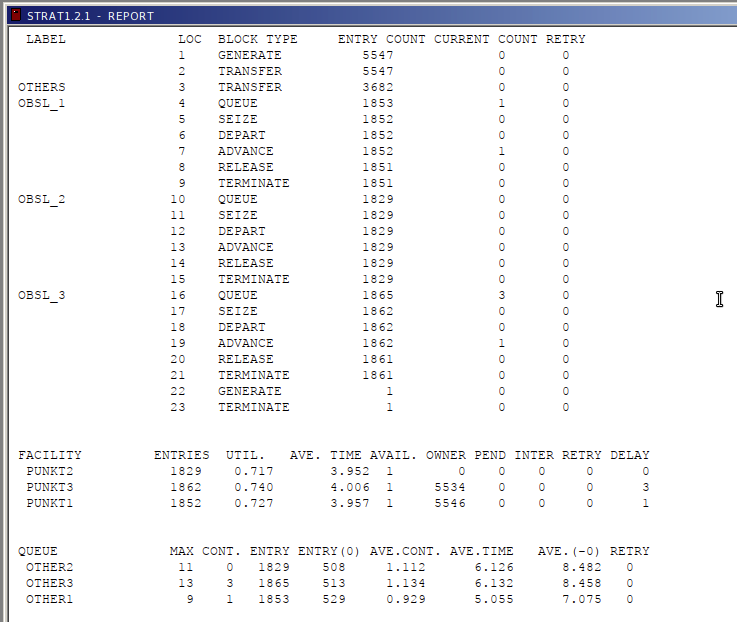 STRAT1.2.1 - REPORT
LABEL LOC BLOCK TYPE ENTRY COUNT CURRENT COUNT RETRY
1 GENERATE 5547 0 0
2 TRANSFER 5547 0 0
OTHERS 3 TRANSFER 3682 0 0
OBSL_1 4 QUEUE 1853 1 0
5 SEIZE 1852 0 0
6 DEPART 1852 0 0
7 ADVANCE 1852 1 0
8 RELEASE 1851 0 0
9 TERMINATE 1851 0 0
OBSL_2 10 QUEUE 1829 0 0
11 SEIZE 1829 0 0
12 DEPART 1829 0 0
13 ADVANCE 1829 0 0
14 RELEASE 1829 0 0
15 TERMINATE 1829 0 0
OBSL_3 16 QUEUE 1865 3 0
17 SEIZE 1862 0 0
18 DEPART 1862 0 0
19 ADVANCE 1862 1 0
20 RELEASE 1861 0 0
21 TERMINATE 1861 0 0
22 GENERATE 1 0 0
23 TERMINATE 1 0 0
FACILITY ENTRIES UTIL. AVE. TIME AVAIL. OWNER PEND INTER RETRY DELAY
PUNKT2 1829 0.717 3.952 1 0 0 0 0 0
PUNKT3 1862 0.740 4.006 1 5534 0 0 0 3
PUNKT1 1852 0.727 3.957 1 5546 0 0 0 1
QUEUE MAX CONT. ENTRY ENTRY(0) AVE.CONT. AVE.TIME AVE.(-0) RETRY
OTHER2 11 0 1829 508 1.112 6.126 8.482 0
OTHER3 13 3 1865 513 1.134 6.132 8.458 0
OTHER1 9 1 1853 529 0.929 5.055 7.075 0